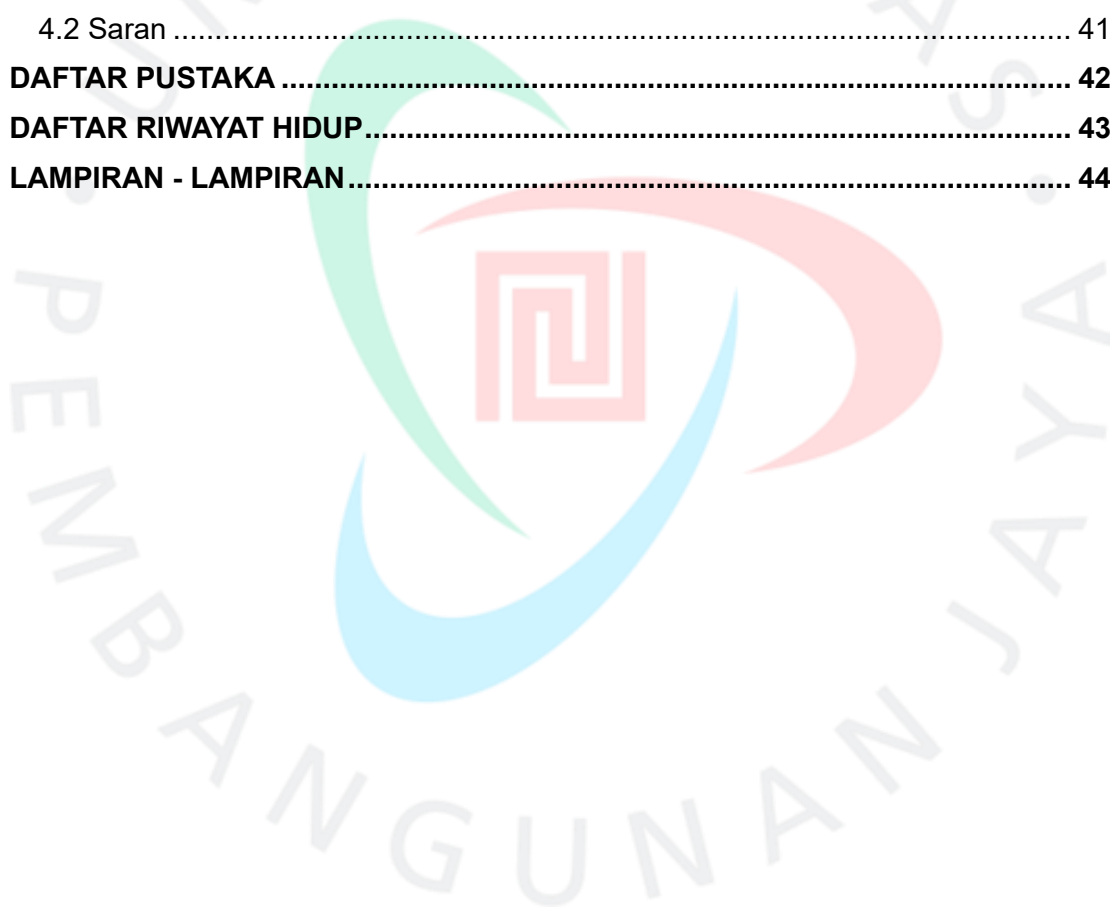 4.2 Saran ........................................................................................................... 41
DAFTAR PUSTAKA ............................................................................................ 42
DAFTAR RIWAYAT HIDUP................................................................................. 43
LAMPIRAN - LAMPIRAN.................................................................................... 44
PEMBANGUNAN JAYA